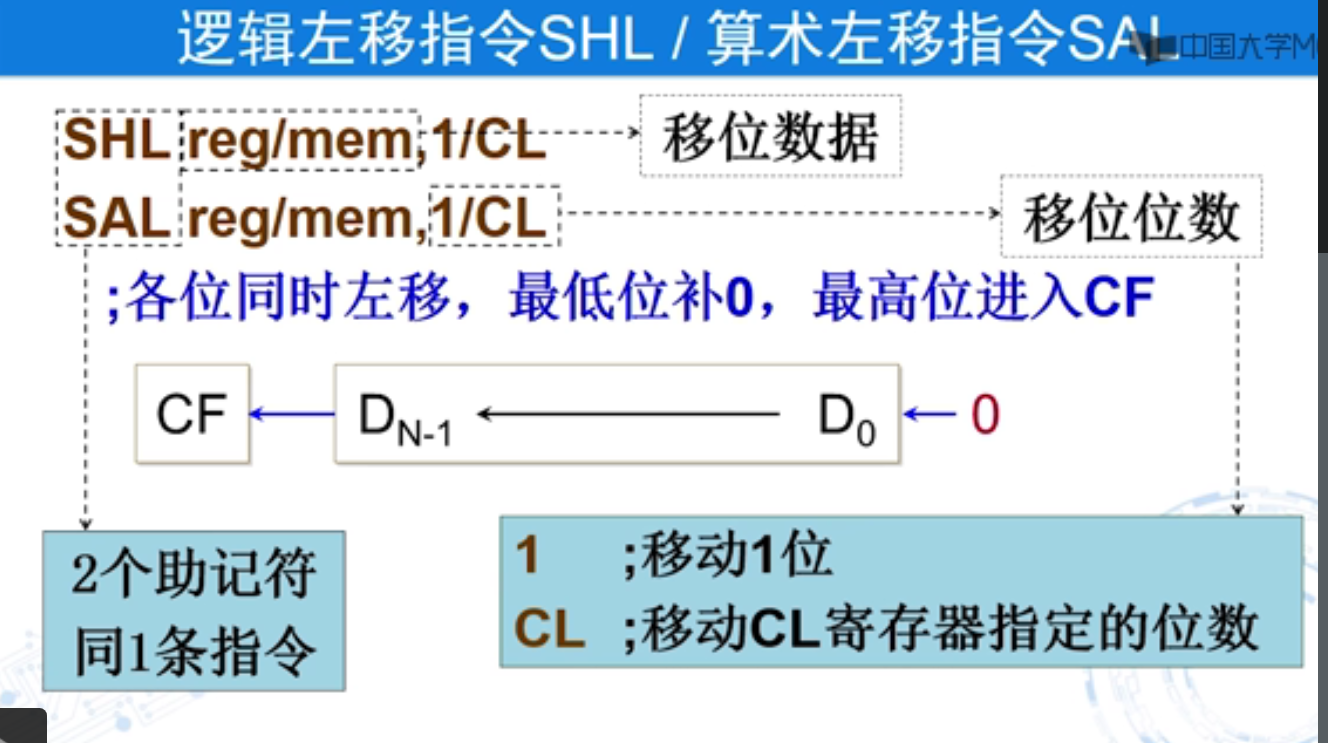 逻辑左移指令SHL / 算术左移指令SAL
中国大学M
SHL reg/mem,1/CL
移位数据
SAL reg/mem,1/CL
移位位数
;各位同时左移，最低位补0，最高位进入CF
CF D_{N-1} D_0 0
2个助记符
同1条指令
1 ;移动1位
CL ;移动CL寄存器指定的位数